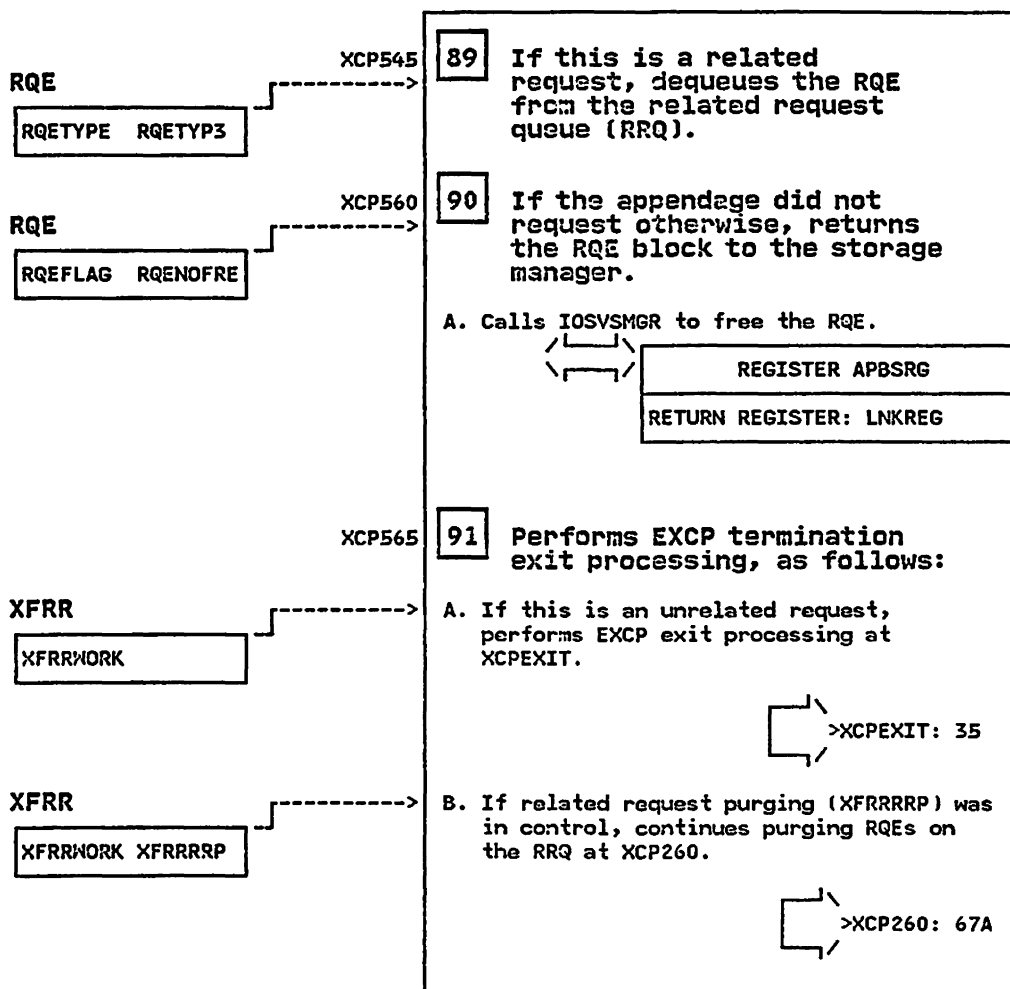 XCP545
89 If this is a related
request, dequeues the RQE
from the related request
queue (RRQ).
RQE
RQETYPE RQETYP3
XCP560
90 If the appendage did not
request otherwise, returns
the RQE block to the storage
manager.
RQE
RQEFLAG RQENOFRE
A. Calls IOSVSMGR to free the RQE.
REGISTER APBSRG
RETURN REGISTER: LNKREG
XCP565
91 Performs EXCP termination
exit processing, as follows:
XFRR
XFRRWORK
A. If this is an unrelated request,
performs EXCP exit processing at
XCPEXIT.
>XCPEXIT: 35
XFRR
XFRRWORK XFRRRRP
B. If related request purging (XFRRRRP) was
in control, continues purging RQEs on
the RRQ at XCP260.
>XCP260: 67A